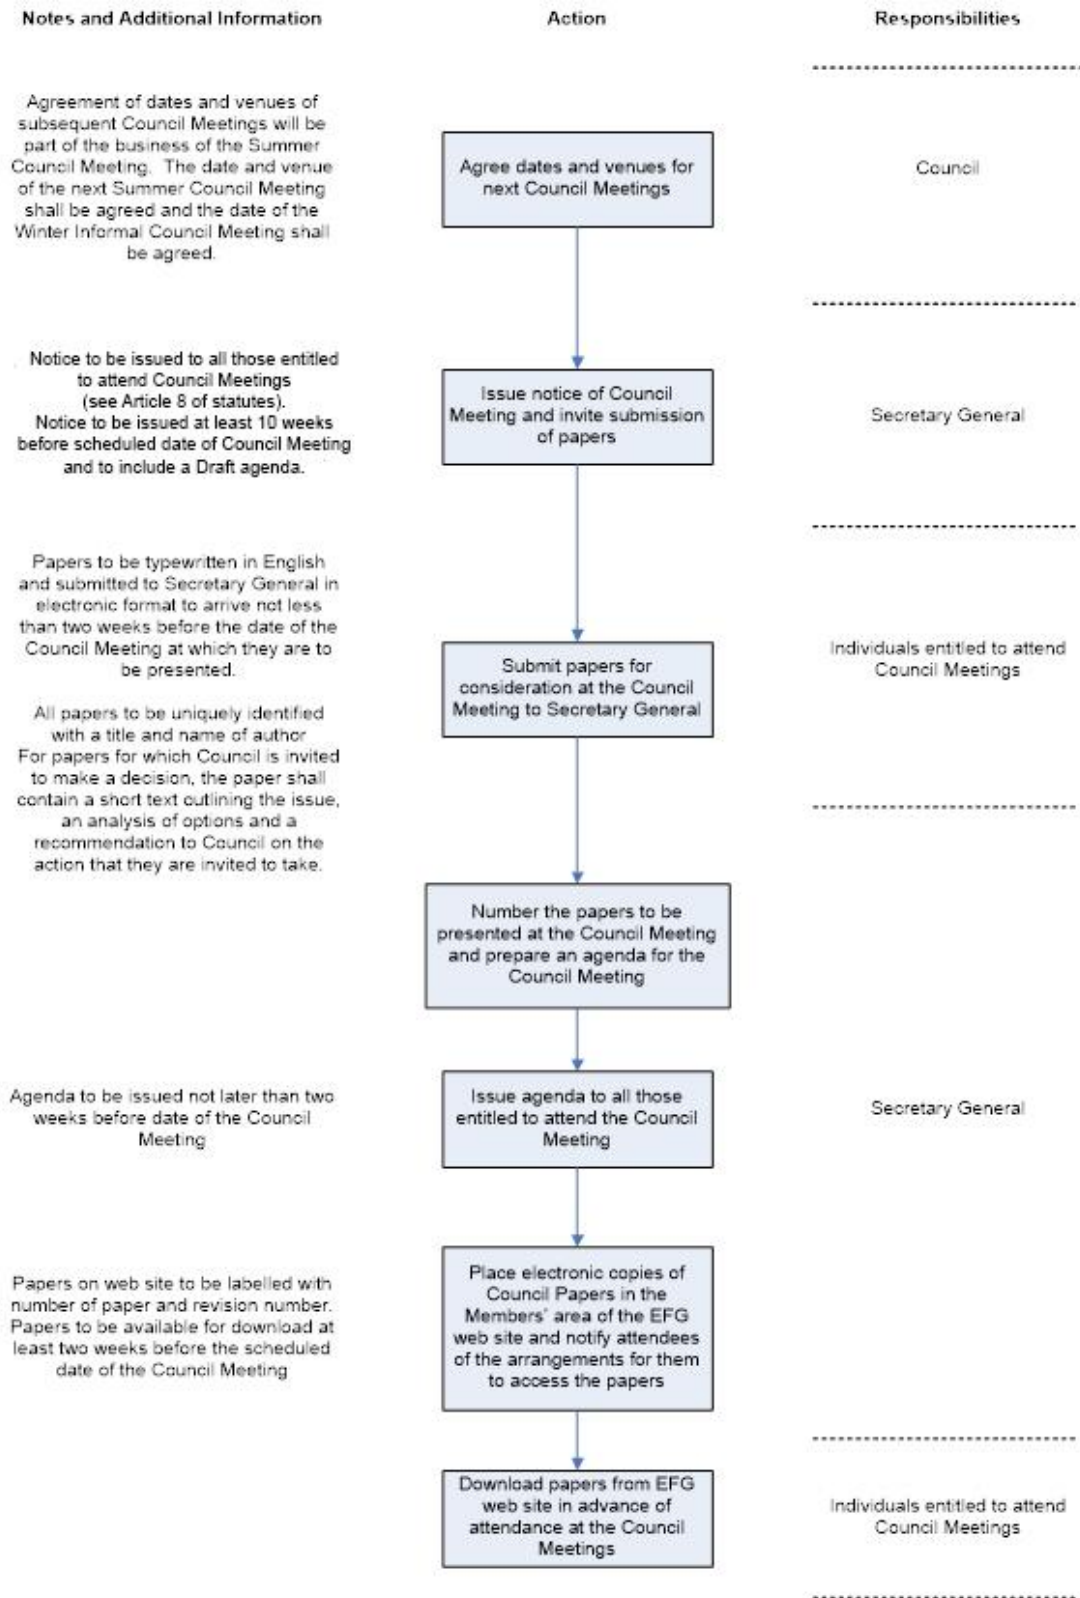 Notes and Additional Information
Action
Responsibilities
Agreement of dates and venues of
subsequent Council Meetings will be
part of the business of the Summer
Council Meeting. The date and venue
of the next Summer Council Meeting
shall be agreed and the date of the
Winter Informal Council Meeting shall
be agreed.
Agree dates and venues for
next Council Meetings
Council
Notice to be issued to all those entitled
to attend Council Meetings
(see Article 8 of statutes).
Notice to be issued at least 10 weeks
before scheduled date of Council Meeting
and to include a Draft agenda.
Issue notice of Council
Meeting and invite submission
of papers
Secretary General
Papers to be typewritten in English
and submitted to Secretary General in
electronic format to arrive not less
than two weeks before the date of the
Council Meeting at which they are to
be presented.
All papers to be uniquely identified
with a title and name of author
For papers for which Council is invited
to make a decision, the paper shall
contain a short text outlining the issue,
an analysis of options and a
recommendation to Council on the
action that they are invited to take.
Submit papers for
consideration at the Council
Meeting to Secretary General
Individuals entitled to attend
Council Meetings
Number the papers to be
presented at the Council Meeting
and prepare an agenda for the
Council Meeting
Agenda to be issued not later than two
weeks before date of the Council
Meeting
Issue agenda to all those
entitled to attend the Council
Meeting
Secretary General
Papers on web site to be labelled with
number of paper and revision number.
Papers to be available for download at
least two weeks before the scheduled
date of the Council Meeting
Place electronic copies of
Council Papers in the
Members' area of the EFG
web site and notify attendees
of the arrangements for them
to access the papers
Download papers from EFG
web site in advance of
attendance at the Council
Meetings
Individuals entitled to attend
Council Meetings